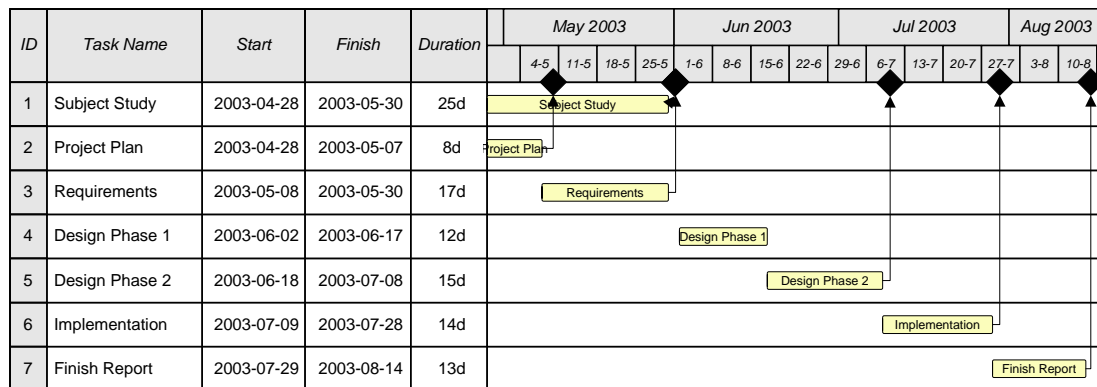 ID Task Name Start Finish Duration May 2003 Jun 2003 Jul 2003 Aug 2003
4-5 11-5 18-5 25-5 1-6 8-6 15-6 22-6 29-6 6-7 13-7 20-7 27-7 3-8 10-8
1 Subject Study 2003-04-28 2003-05-30 25d Subject Study
2 Project Plan 2003-04-28 2003-05-07 8d Project Plan
3 Requirements 2003-05-08 2003-05-30 17d Requirements
4 Design Phase 1 2003-06-02 2003-06-17 12d Design Phase 1
5 Design Phase 2 2003-06-18 2003-07-08 15d Design Phase 2
6 Implementation 2003-07-09 2003-07-28 14d Implementation
7 Finish Report 2003-07-29 2003-08-14 13d Finish Report